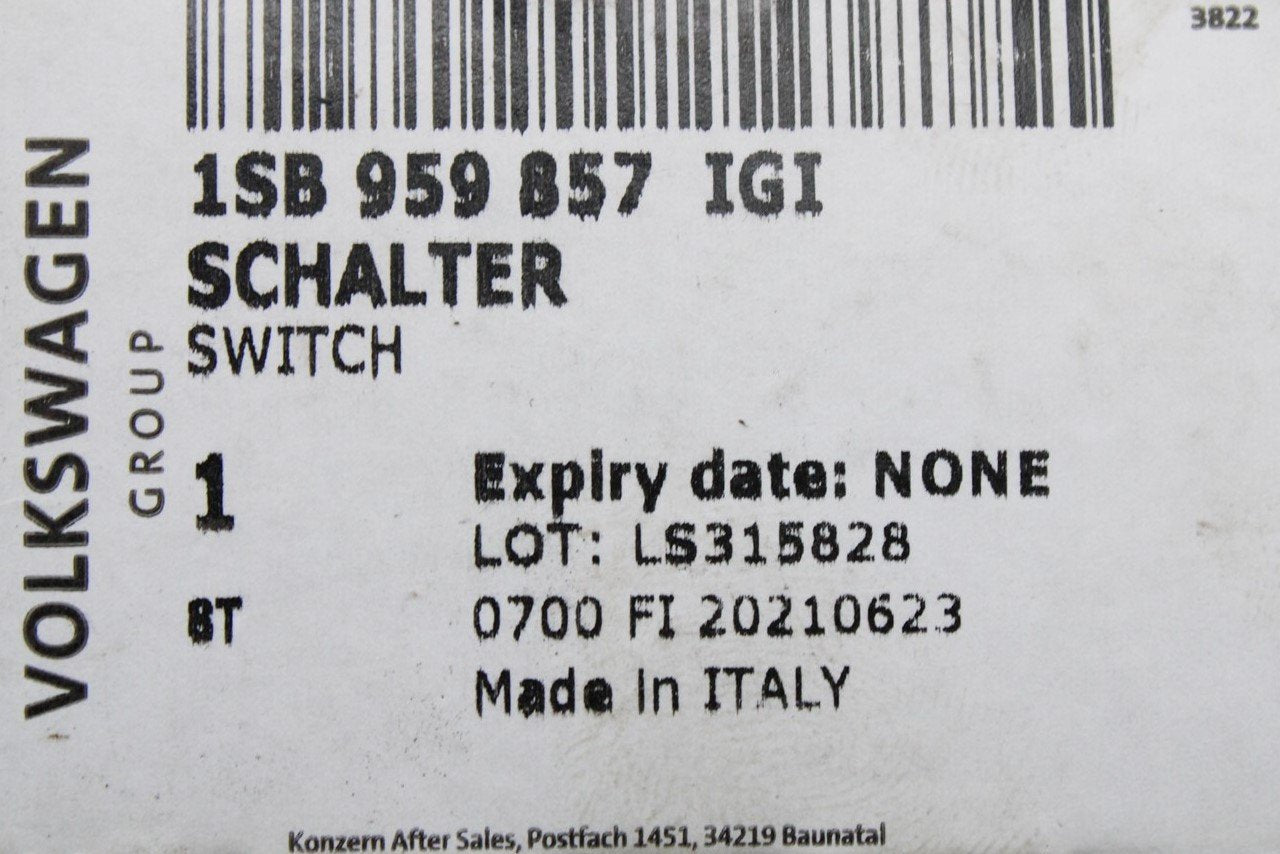 3822
1SB 959 857 IGI
SCHALTER
SWITCH
1
Expiry date: NONE
LOT: LS315828
8T
0700 FI 20210623
Made in ITALY
VOLKSWAGEN
GROUP
Konzern After Sales, Postfach 1451, 34219 Baunatal